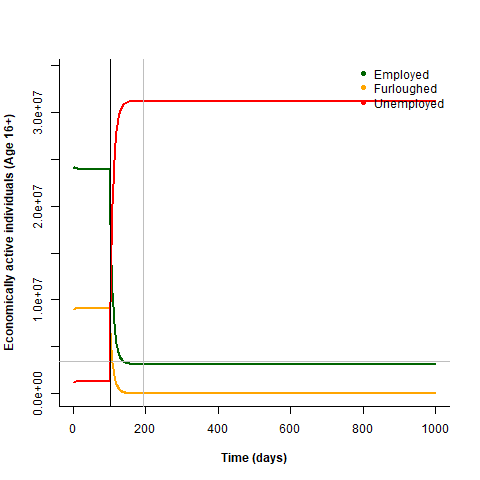 Employed
Furloughed
Unemployed
Economically active individuals (Age 16+)
3.0e+07
2.0e+07
1.0e+07
0.0e+00
0 200 400 600 800 1000
Time (days)